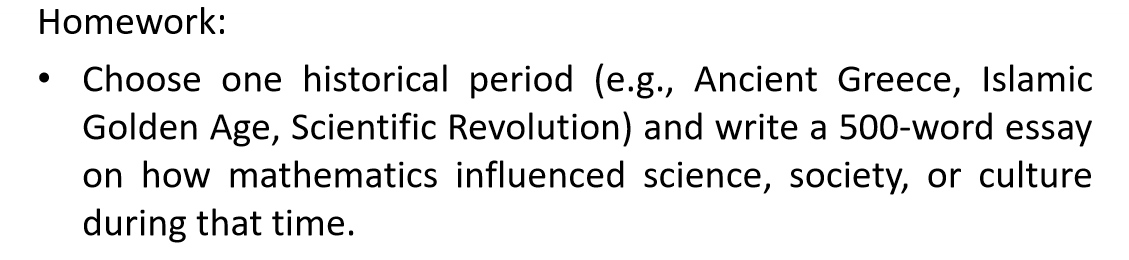 Homework:
• Choose one historical period (e.g., Ancient Greece, Islamic
Golden Age, Scientific Revolution) and write a 500-word essay
on how mathematics influenced science, society, or culture
during that time.